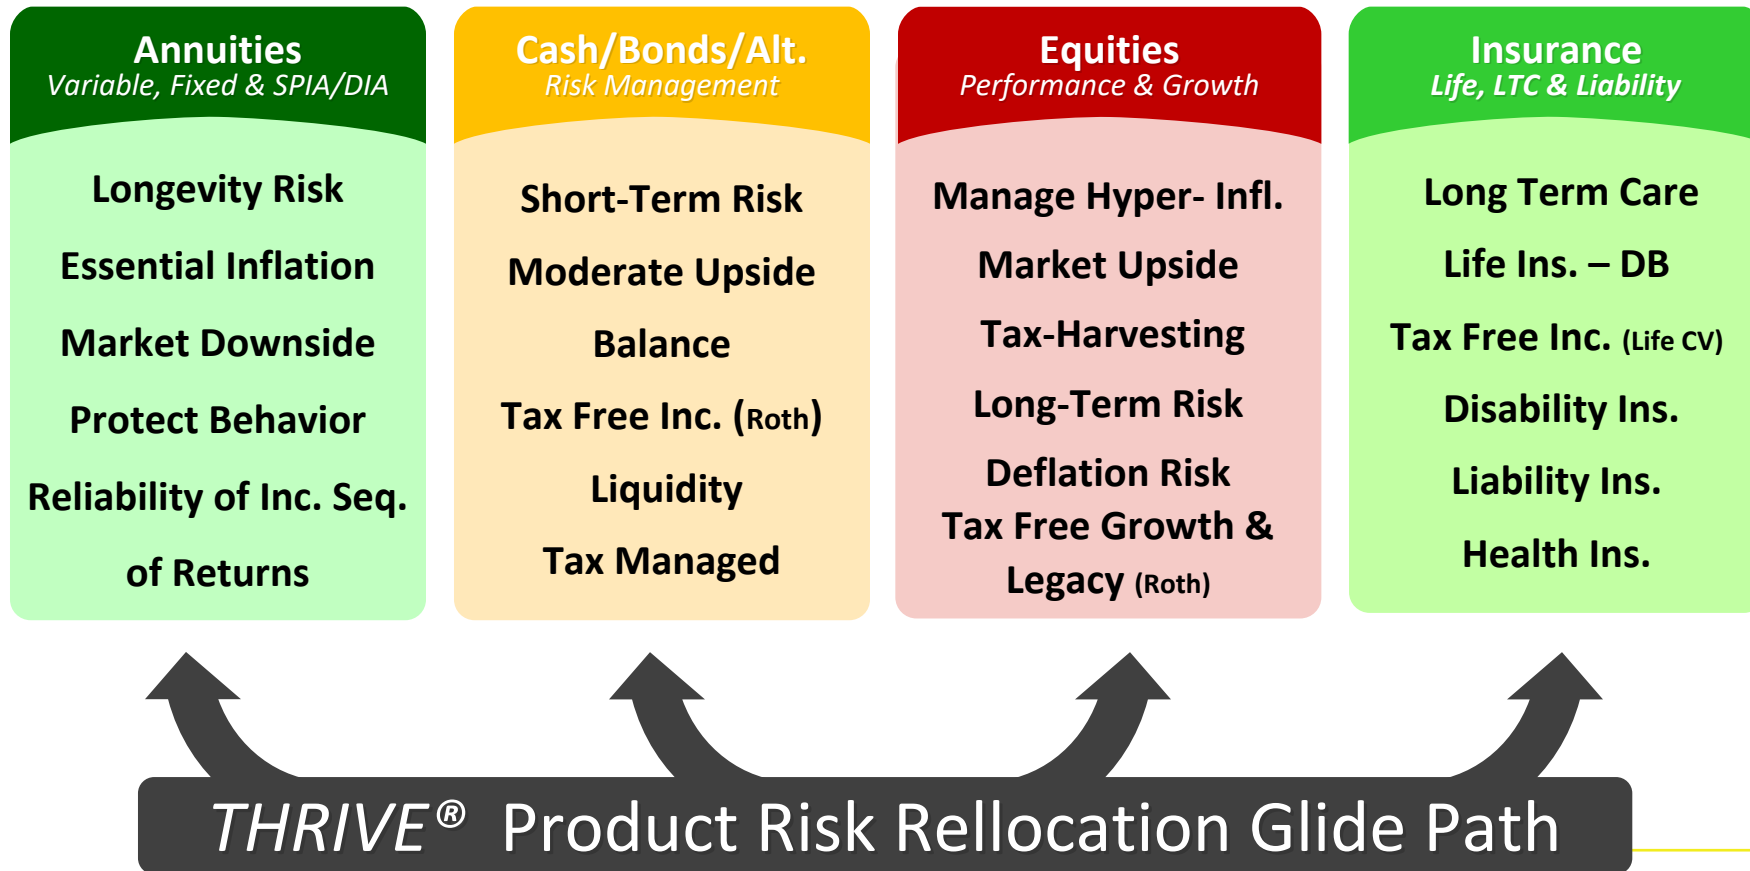 Annuities
Variable, Fixed & SPIA/DIA
Longevity Risk
Essential Inflation
Market Downside
Protect Behavior
Reliability of Inc. Seq.
of Returns
Cash/Bonds/Alt.
Risk Management
Short-Term Risk
Moderate Upside
Balance
Tax Free Inc. (Roth)
Liquidity
Tax Managed
Equities
Performance & Growth
Manage Hyper- Infl.
Market Upside
Tax-Harvesting
Long-Term Risk
Deflation Risk
Tax Free Growth &
Legacy (Roth)
Insurance
Life, LTC & Liability
Long Term Care
Life Ins. – DB
Tax Free Inc. (Life CV)
Disability Ins.
Liability Ins.
Health Ins.
THRIVE® Product Risk Rellocation Glide Path